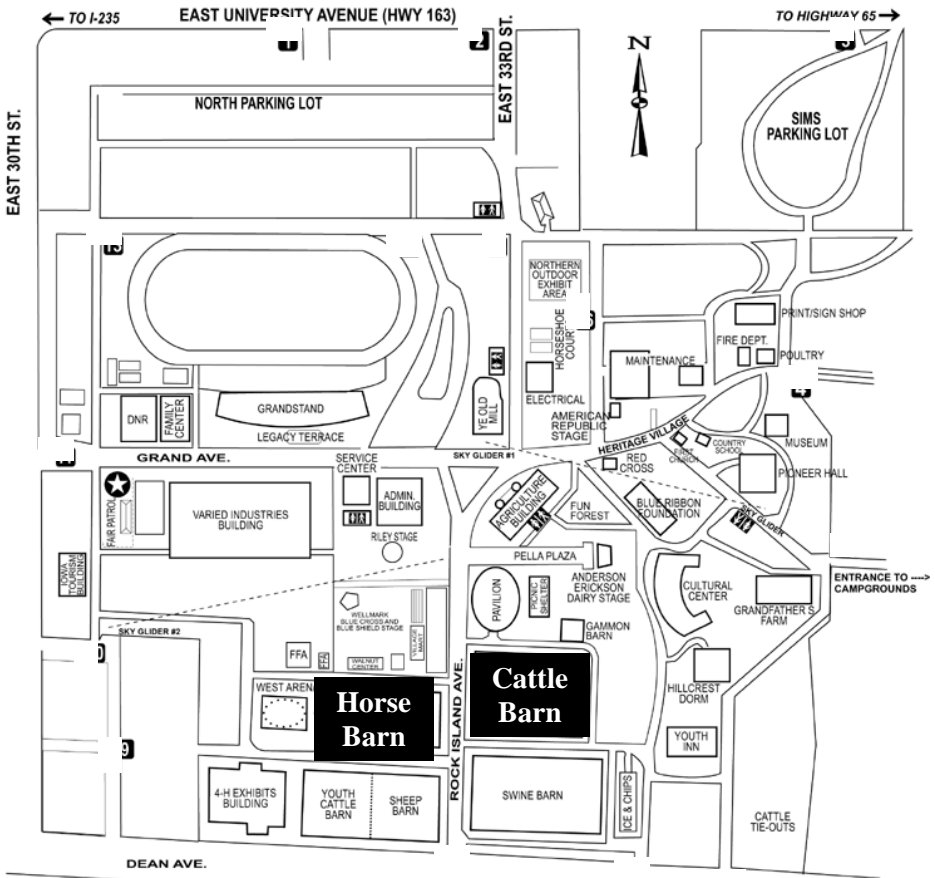 TO I-235
EAST UNIVERSITY AVENUE (HWY 163)
TO HIGHWAY 65
1
2
3
EAST 33RD ST.
EAST 30TH ST.
N
NORTH PARKING LOT
SIMS
PARKING LOT
NORTHERN
OUTDOOR
EXHIBIT
AREA
HORSESHOE
COURT
PRINT/SIGN SHOP
FIRE DEPT.
POULTRY
MAINTENANCE
ELECTRICAL
AMERICAN
REPUBLIC
STAGE
4
DNR
FAMILY
CENTER
GRANDSTAND
LEGACY TERRACE
YE OLD
MILL
HERITAGE VILLAGE
FIRST
CHURCH
COUNTRY
SCHOOL
MUSEUM
PIONEER HALL
GRAND AVE.
SERVICE
CENTER
SKY GLIDER #1
RED
CROSS
FAIR PATROL
VARIED INDUSTRIES
BUILDING
ADMIN.
BUILDING
RILEY STAGE
AGRICULTURE
BUILDING
FUN
FOREST
BLUE RIBBON
FOUNDATION
SKY GLIDER
PELLA PLAZA
IOWA
TOURISM
BUILDING
PAVILION
PICNIC
SHELTER
ANDERSON
ERICKSON
DAIRY STAGE
CULTURAL
CENTER
ENTRANCE TO ---->
CAMPGROUNDS
GRANDFATHER S
FARM
WELLMARK
BLUE CROSS AND
BLUE SHIELD STAGE
VILLAGE
MART
GAMMON
BARN
SKY GLIDER #2
FFA
FFA
WALNUT
CENTER
WEST ARENA
Horse
Barn
ROCK ISLAND AVE.
Cattle
Barn
HILLCREST
DORM
YOUTH
INN
9
4-H EXHIBITS
BUILDING
YOUTH
CATTLE
BARN
SHEEP
BARN
SWINE BARN
ICE & CHIPS
CATTLE
TIE-OUTS
DEAN AVE.